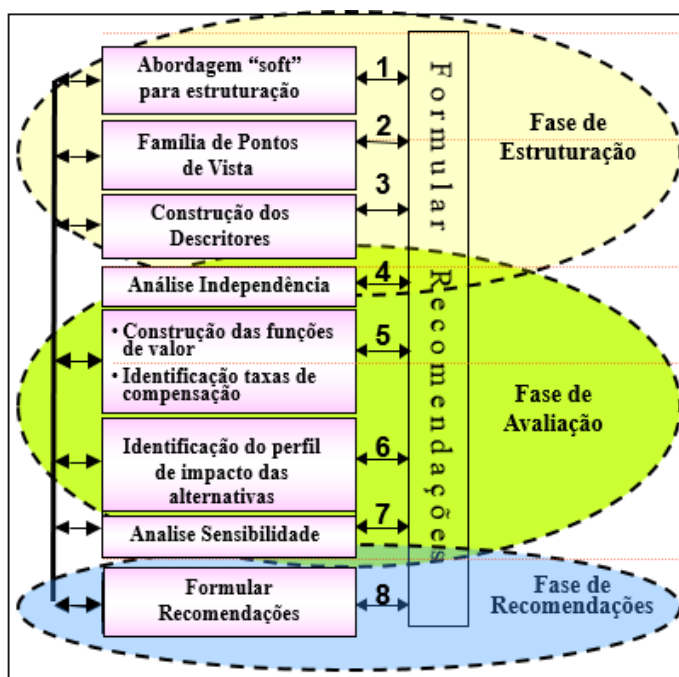 Abordagem “soft”
para estruturação
1
Família de Pontos
de Vista
2
Fase de
Estruturação
Construção dos
Descritores
3
Análise Independência
4
• Construção das funções
de valor
• Identificação taxas de
compensação
5
Fase de
Avaliação
Identificação do perfil
de impacto das
alternativas
6
Analise Sensibilidade
7
Formular
Recomendações
8
Fase de
Recomendações
Formular Recomendações